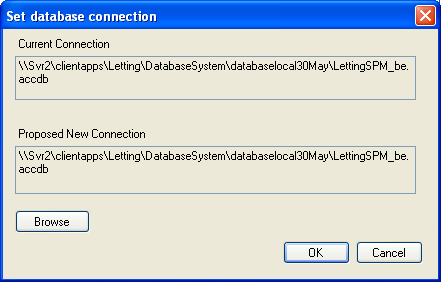 Set database connection
Current Connection
\\Svr2\clientapps\Letting\DatabaseSystem\databaselocal30May\LettingSPM_be.
accdb
Proposed New Connection
\\Svr2\clientapps\Letting\DatabaseSystem\databaselocal30May\LettingSPM_be.
accdb
Browse
OK Cancel